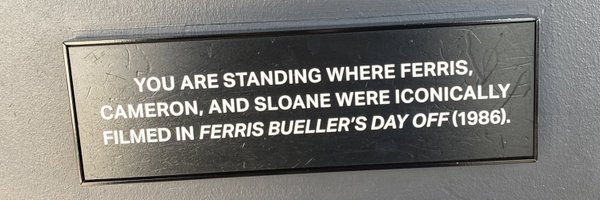 YOU ARE STANDING WHERE FERRIS,
CAMERON, AND SLOANE WERE ICONICALLY
FILMED IN FERRIS BUELLER'S DAY OFF (1986).